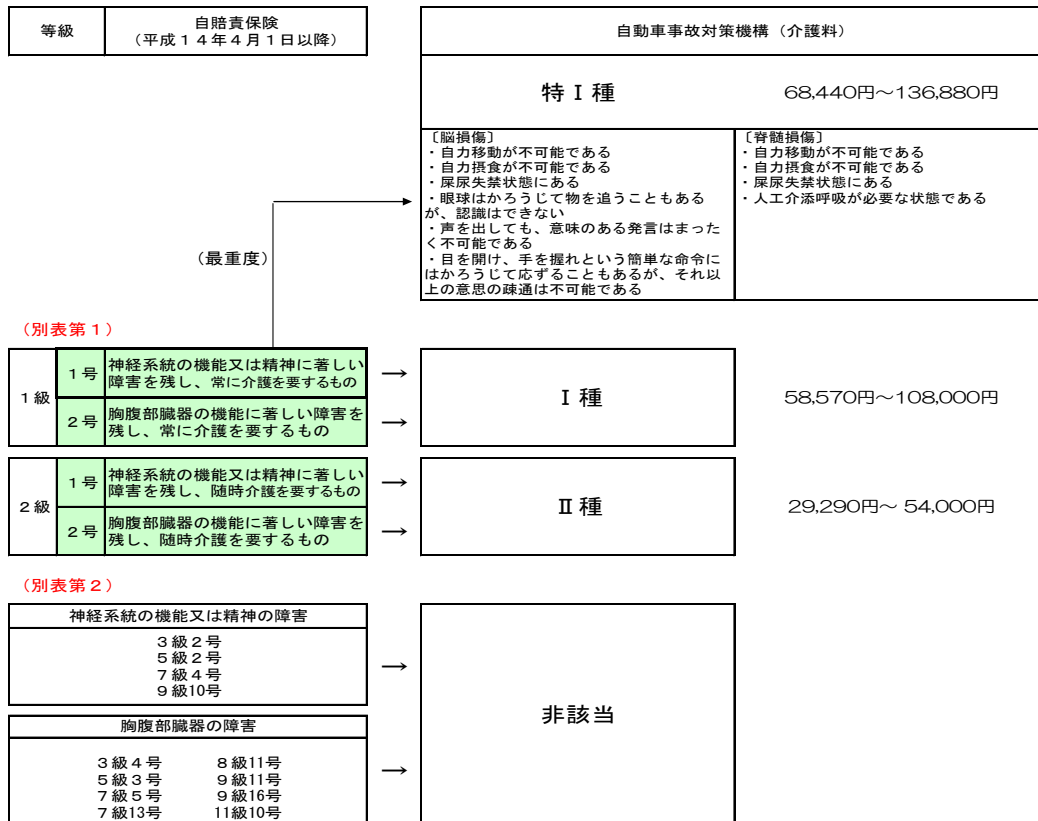 等級
自賠責保険
(平成１４年４月１日以降)
自動車事故対策機構（介護料）
特Ⅰ種
68,440円～136,880円
〔脳損傷〕
・自力移動が不可能である
・自力摂食が不可能である
・屎尿失禁状態にある
・眼球はかろうじて物を追うこともある
が、認識はできない
・声を出しても、意味のある発言はまった
く不可能である
・目を開け、手を握れという簡単な命令に
はかろうじて応ずることもあるが、それ以
上の意思の疎通は不可能である
〔脊髄損傷〕
・自力移動が不可能である
・自力摂食が不可能である
・屎尿失禁状態にある
・人工介添呼吸が必要な状態である
(最重度)
（別表第１）
1級
1号
神経系統の機能又は精神に著しい
障害を残し、常に介護を要するもの
→
2号
胸腹部臓器の機能に著しい障害を
残し、常に介護を要するもの
→
Ⅰ種
58,570円～108,000円
2級
1号
神経系統の機能又は精神に著しい
障害を残し、随時介護を要するもの
→
2号
胸腹部臓器の機能に著しい障害を
残し、随時介護を要するもの
→
Ⅱ種
29,290円～ 54,000円
（別表第２）
神経系統の機能又は精神の障害
３級２号
５級２号
７級４号
９級10号
→
胸腹部臓器の障害
３級４号 ８級11号
５級３号 ９級11号
７級５号 ９級16号
７級13号 11級10号
→
非該当